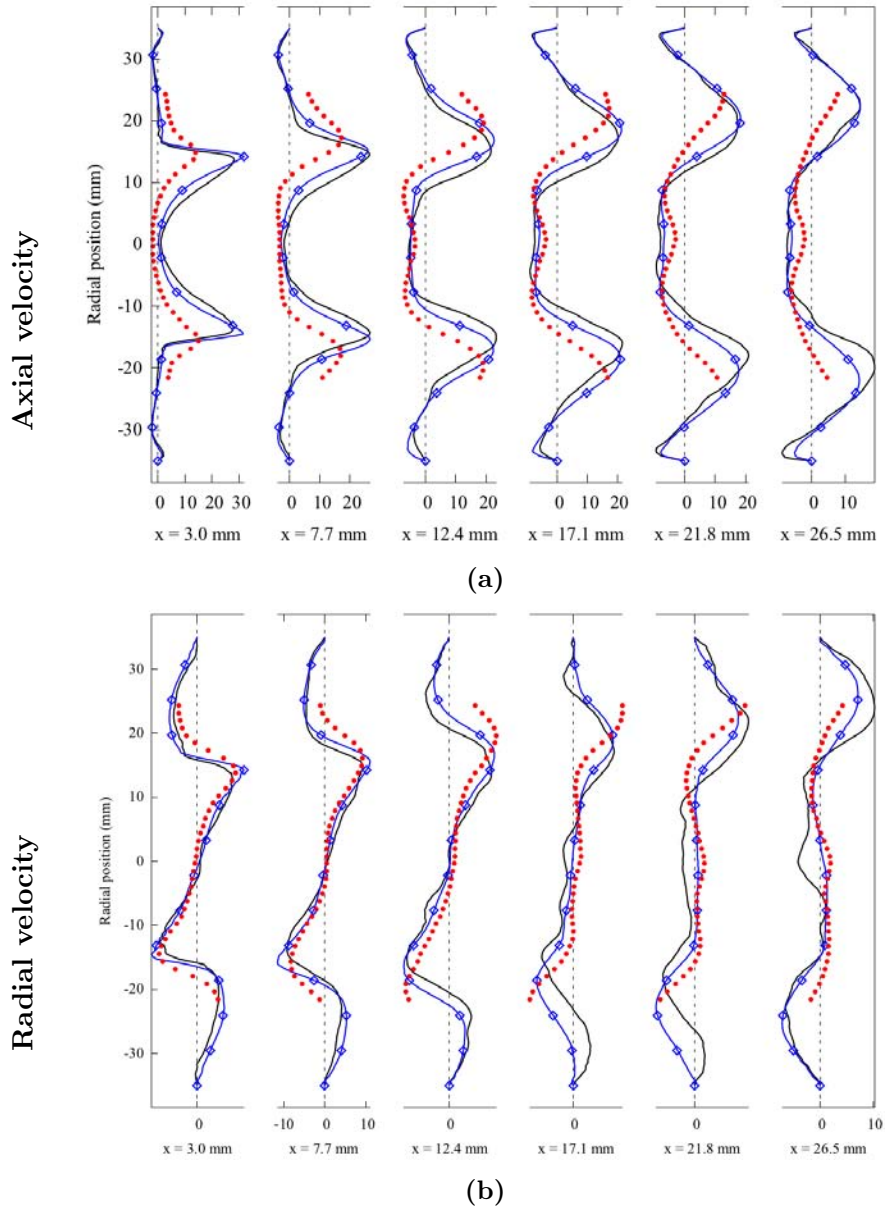 Axial velocity
Radial position (mm)
30
20
10
0
-10
-20
-30
0 10 20 30 0 10 20 0 10 20 0 10 20 0 10 0 10
x = 3.0 mm x = 7.7 mm x = 12.4 mm x = 17.1 mm x = 21.8 mm x = 26.5 mm
(a)
Radial velocity
Radial position (mm)
30
20
10
0
-10
-20
-30
0 -10 0 10 0 0 0 0 10
x = 3.0 mm x = 7.7 mm x = 12.4 mm x = 17.1 mm x = 21.8 mm x = 26.5 mm
(b)